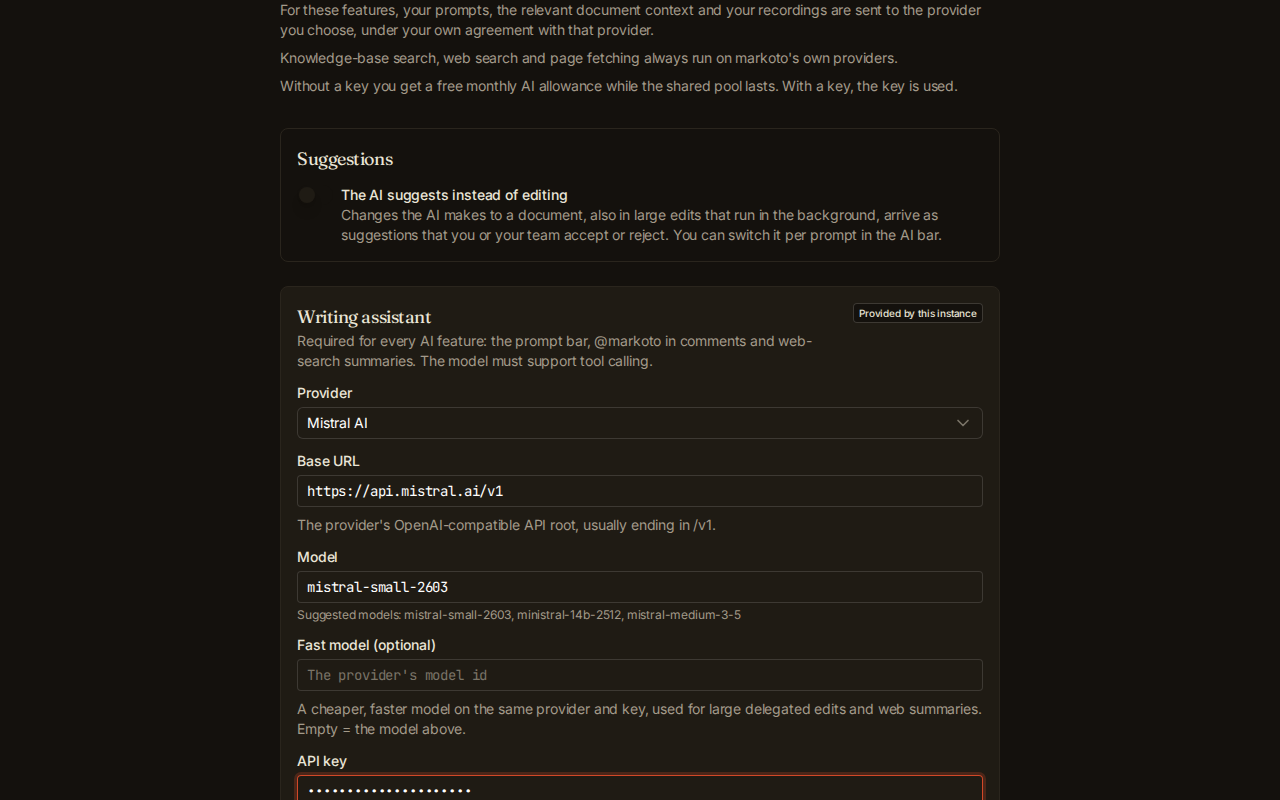 For these features, your prompts, the relevant document context and your recordings are sent to the provider
you choose, under your own agreement with that provider.
Knowledge-base search, web search and page fetching always run on markoto's own providers.
Without a key you get a free monthly AI allowance while the shared pool lasts. With a key, the key is used.
Suggestions
The AI suggests instead of editing
Changes the AI makes to a document, also in large edits that run in the background, arrive as
suggestions that you or your team accept or reject. You can switch it per prompt in the AI bar.
Writing assistant
Provided by this instance
Required for every AI feature: the prompt bar, @markoto in comments and web-
search summaries. The model must support tool calling.
Provider
Mistral AI
Base URL
https://api.mistral.ai/v1
The provider's OpenAI-compatible API root, usually ending in /v1.
Model
mistral-small-2603
Suggested models: mistral-small-2603, ministral-14b-2512, mistral-medium-3-5
Fast model (optional)
The provider's model id
A cheaper, faster model on the same provider and key, used for large delegated edits and web summaries.
Empty = the model above.
API key
•••••••••••••••••••••